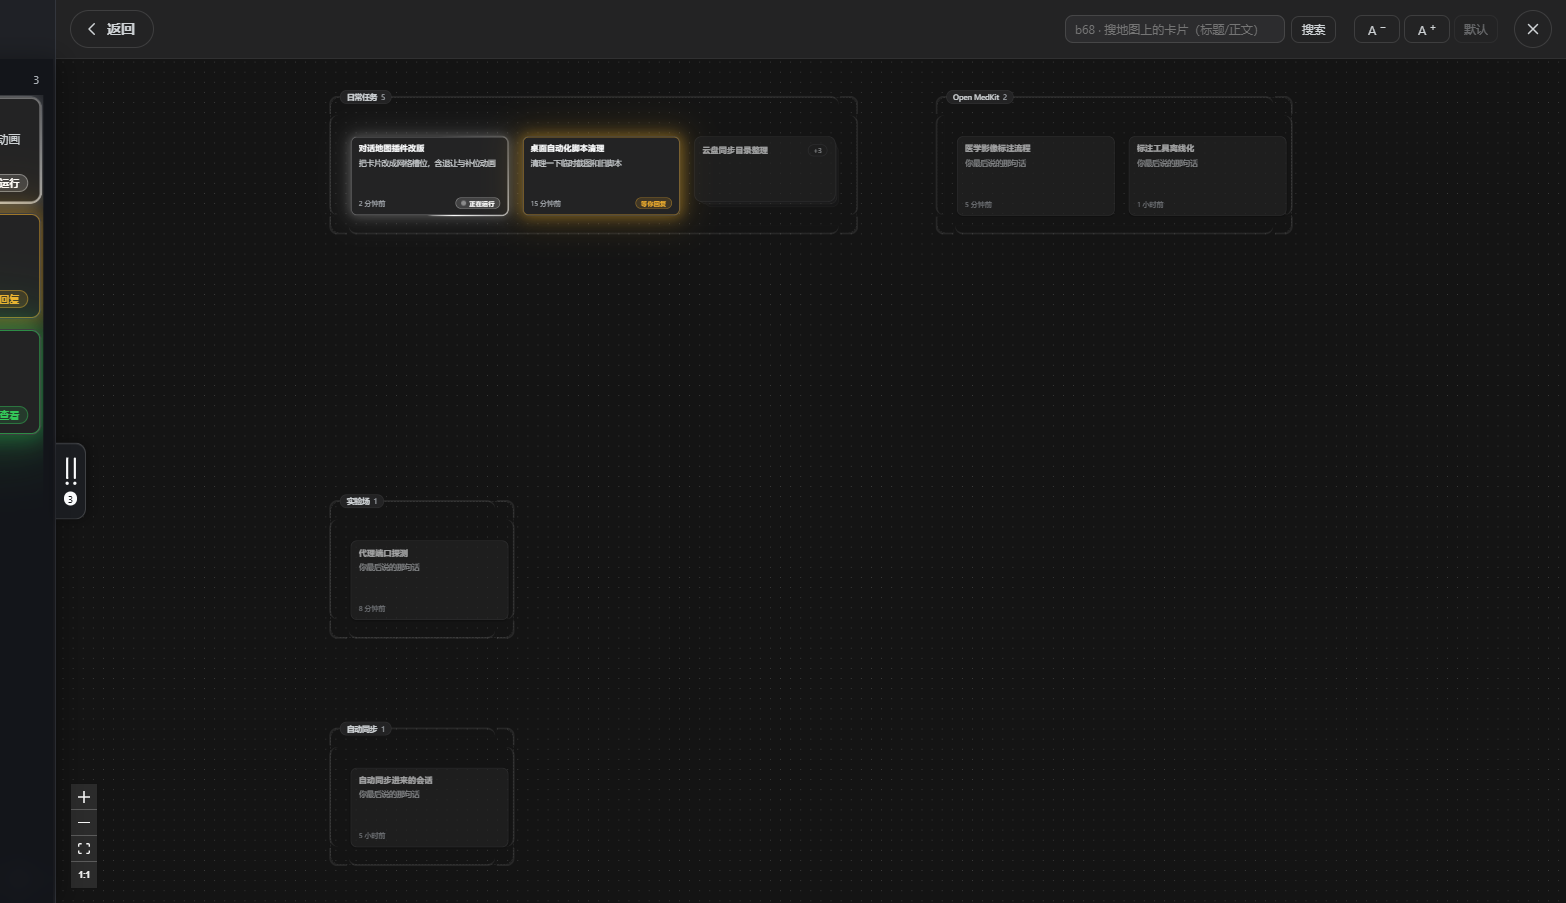 返回
b68 · 搜地图上的卡片（标题/正文）
搜索
A⁻
A⁺
默认
3
动画
运行
回复
查看
3
日常任务 5
对话地图插件改版
把卡片改成网格槽位，含退让与补位动画
2 分钟前
正在运行
桌面自动化脚本清理
清理一下临时截图和旧脚本
15 分钟前
等你回复
云盘同步目录整理
+3
Open MedKit 2
医学影像标注流程
你最后说的那句话
5 分钟前
标注工具离线化
你最后说的那句话
1 小时前
实验场 1
代理端口探测
你最后说的那句话
8 分钟前
自动同步 1
自动同步进来的会话
你最后说的那句话
5 小时前
1:1